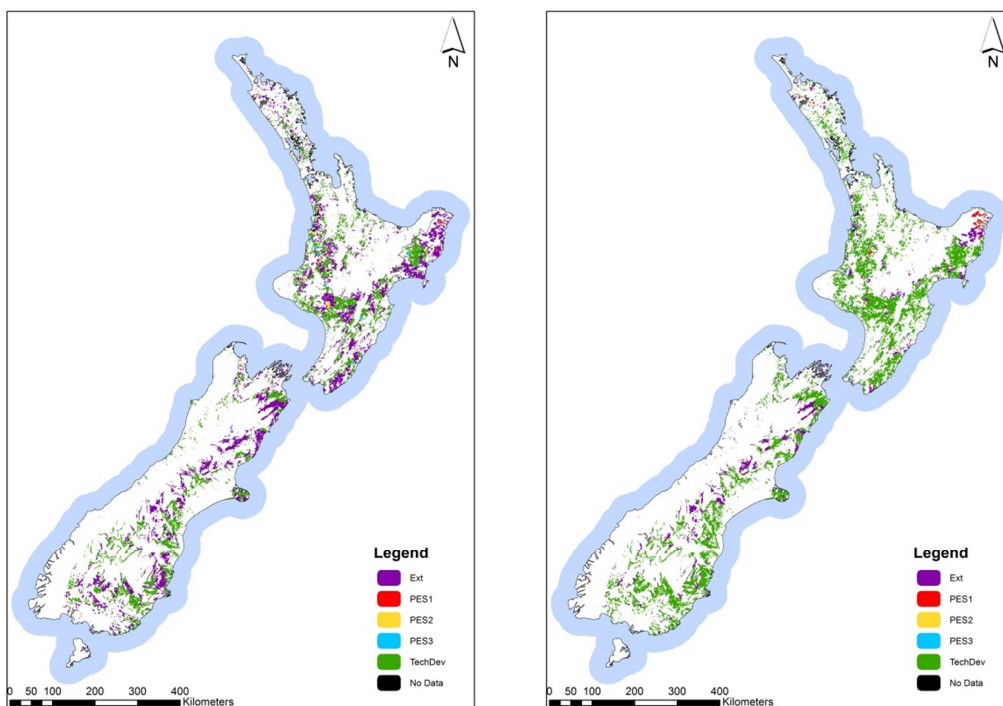 N
Legend
Ext
PES1
PES2
PES3
TechDev
No Data
0 50 100 200 300 400
Kilometers
N
Legend
Ext
PES1
PES2
PES3
TechDev
No Data
0 50 100 200 300 400
Kilometers